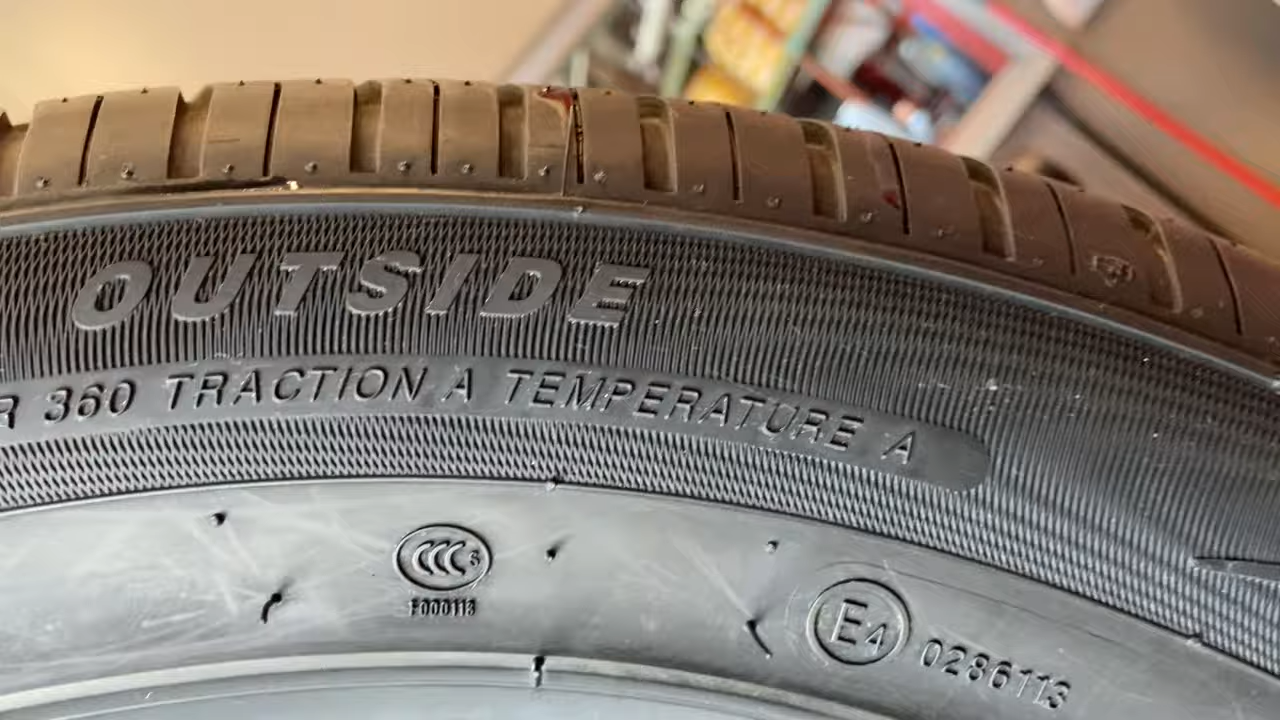 OUTSIDE
R 360 TRACTION A TEMPERATURE A
CCC S
F000113
E4 0286113